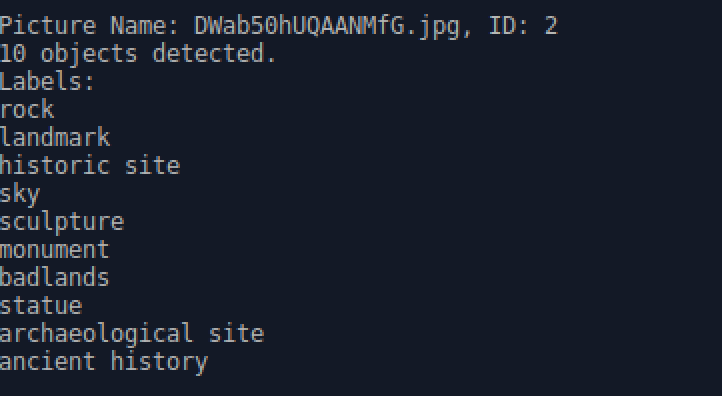 Picture Name: DWab50hUQAANMfG.jpg, ID: 2
10 objects detected.
Labels:
rock
landmark
historic site
sky
sculpture
monument
badlands
statue
archaeological site
ancient history